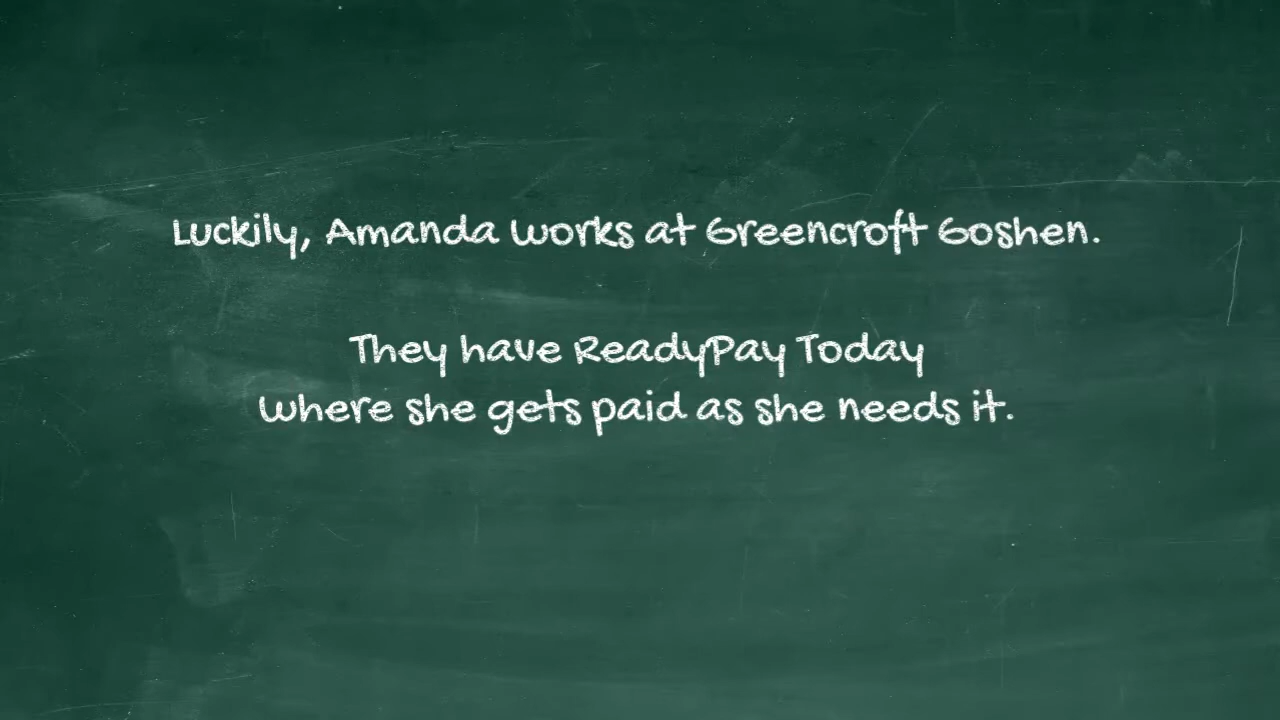 Luckily, Amanda works at Greencroft Goshen.
They have ReadyPay Today
where she gets paid as she needs it.